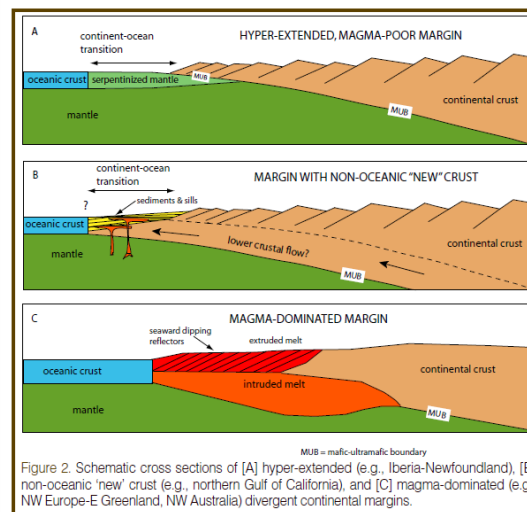 A
HYPER-EXTENDED, MAGMA-POOR MARGIN
continent-ocean
transition
oceanic crust
serpentinized mantle
MUB
mantle
MUB
continental crust
B
MARGIN WITH NON-OCEANIC "NEW" CRUST
continent-ocean
transition
?
sediments & sills
oceanic crust
lower crustal flow?
continental crust
mantle
MUB
C
MAGMA-DOMINATED MARGIN
seaward dipping
reflectors
extruded melt
oceanic crust
continental crust
intruded melt
mantle
MUB
MUB = mafic-ultramafic boundary
Figure 2. Schematic cross sections of [A] hyper-extended (e.g., Iberia-Newfoundland), [B
non-oceanic 'new' crust (e.g., northern Gulf of California), and [C] magma-dominated (e.g
NW Europe-E Greenland, NW Australia) divergent continental margins.